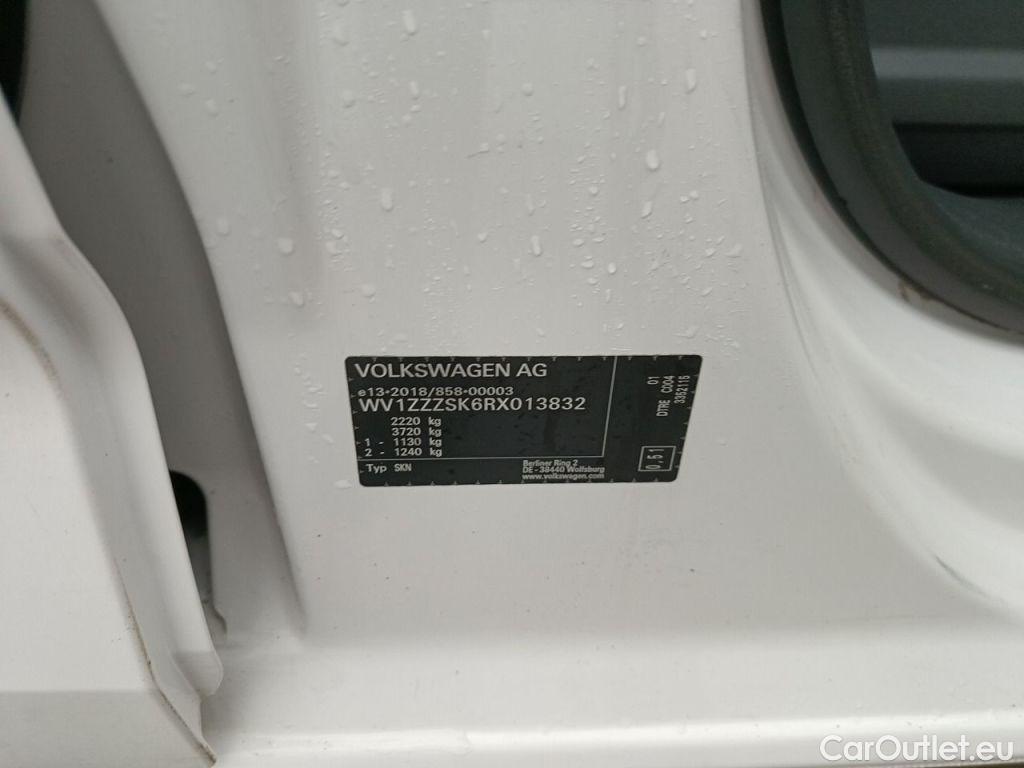 VOLKSWAGEN AG
e13*2018/858*00003
WV1ZZZSK6RX013832
2220 kg
3720 kg
1 - 1130 kg
2 - 1240 kg
Typ SKN
Berliner Ring 2
DE - 38440 Wolfsburg
www.volkswagen.com
01
DTRE C004
3352115
0,51
CarOutlet.eu